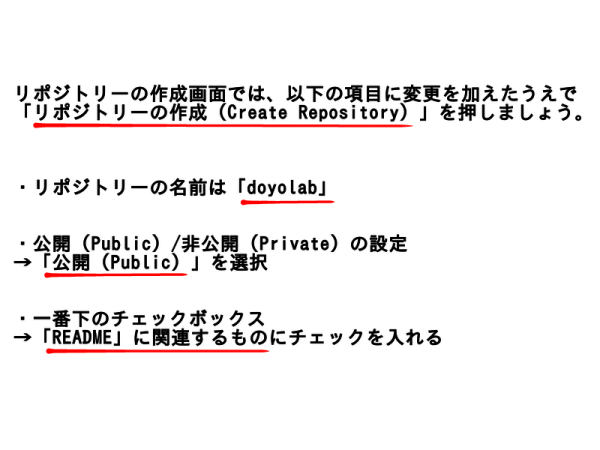 リポジトリーの作成画面では、以下の項目に変更を加えたうえで
「リポジトリーの作成（Create Repository）」を押しましょう。
・リポジトリーの名前は「doyolab」
・公開（Public）/非公開（Private）の設定
→「公開（Public）」を選択
・一番下のチェックボックス
→「README」に関連するものにチェックを入れる